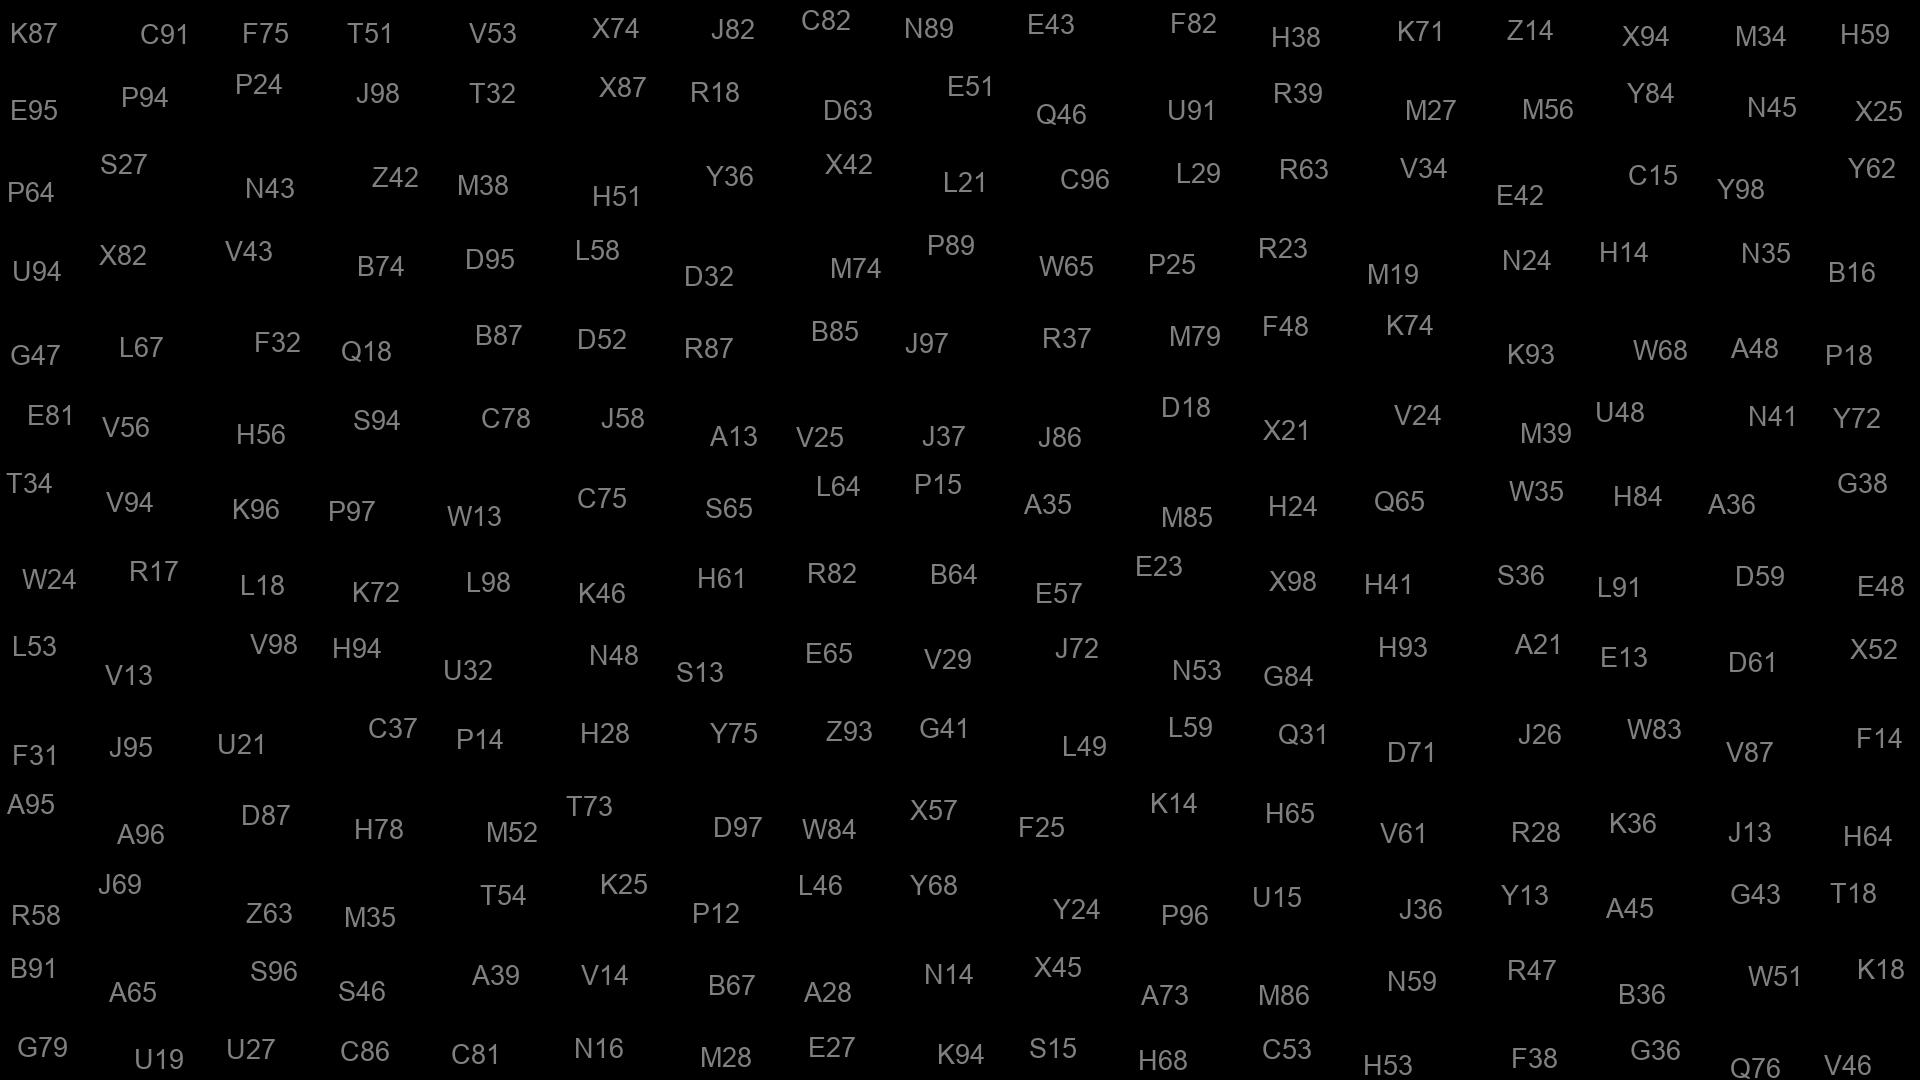 K87 C91 F75 T51 V53 X74 J82 C82 N89 E43 F82 H38 K71 Z14 X94 M34 H59
E95 P94 P24 J98 T32 X87 R18 D63 E51 Q46 U91 R39 M27 M56 Y84 N45 X25
P64 S27 N43 Z42 M38 H51 Y36 X42 L21 C96 L29 R63 V34 E42 C15 Y98 Y62
U94 X82 V43 B74 D95 L58 D32 M74 P89 W65 P25 R23 M19 N24 H14 N35 B16
G47 L67 F32 Q18 B87 D52 R87 B85 J97 R37 M79 F48 K74 K93 W68 A48 P18
E81 V56 H56 S94 C78 J58 A13 V25 J37 J86 D18 X21 V24 M39 U48 N41 Y72
T34 V94 K96 P97 W13 C75 S65 L64 P15 A35 M85 H24 Q65 W35 H84 A36 G38
W24 R17 L18 K72 L98 K46 H61 R82 B64 E57 E23 X98 H41 S36 L91 D59 E48
L53 V13 V98 H94 U32 N48 S13 E65 V29 J72 N53 G84 H93 A21 E13 D61 X52
F31 J95 U21 C37 P14 H28 Y75 Z93 G41 L49 L59 Q31 D71 J26 W83 V87 F14
A95 A96 D87 H78 M52 T73 D97 W84 X57 F25 K14 H65 V61 R28 K36 J13 H64
R58 J69 Z63 M35 T54 K25 P12 L46 Y68 Y24 P96 U15 J36 Y13 A45 G43 T18
B91 A65 S96 S46 A39 V14 B67 A28 N14 X45 A73 M86 N59 R47 B36 W51 K18
G79 U19 U27 C86 C81 N16 M28 E27 K94 S15 H68 C53 H53 F38 G36 Q76 V46